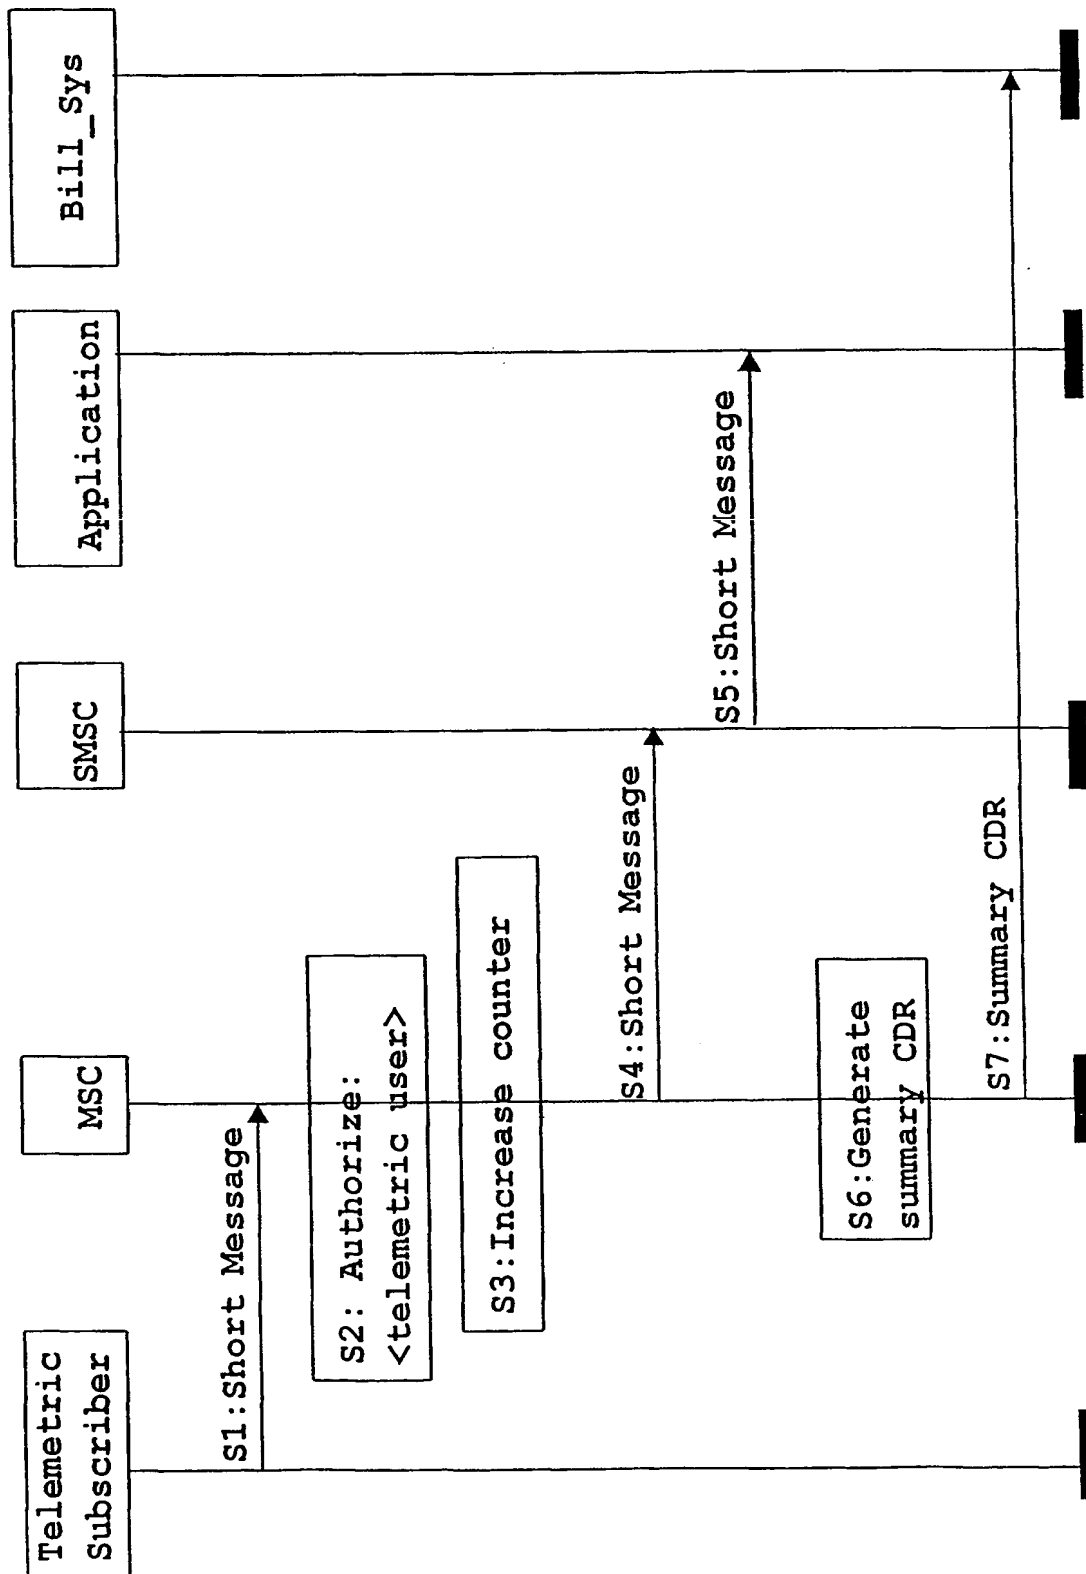 Telemetric
Subscriber
MSC
SMSC
Application
Bill_Sys
S1:Short Message
S2: Authorize:
<telemetric user>
S3:Increase counter
S4:Short Message
S5:Short Message
S6:Generate
summary CDR
S7:Summary CDR